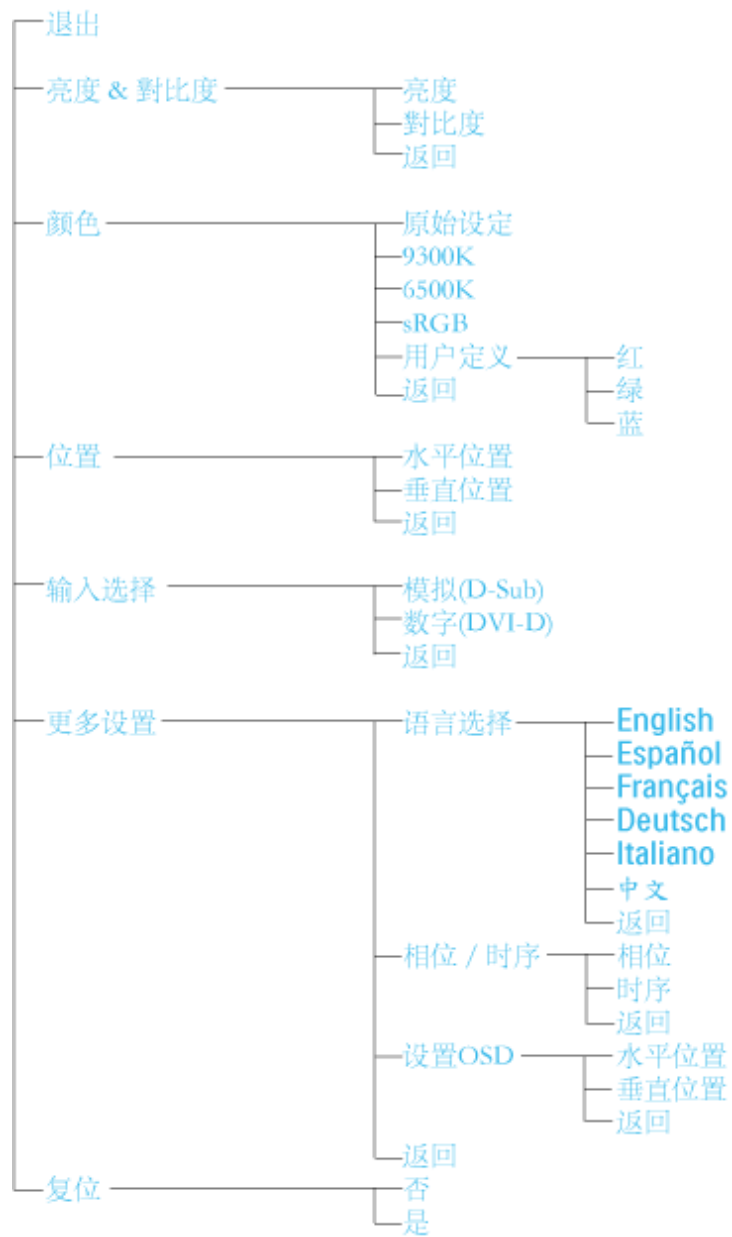 退出
亮度 & 對比度
亮度
對比度
返回
颜色
原始设定
9300K
6500K
sRGB
用户定义
红
绿
蓝
返回
位置
水平位置
垂直位置
返回
输入选择
模拟(D-Sub)
数字(DVI-D)
返回
更多设置
语言选择
English
Español
Français
Deutsch
Italiano
中文
返回
相位 / 时序
相位
时序
返回
设置OSD
水平位置
垂直位置
返回
返回
复位
否
是